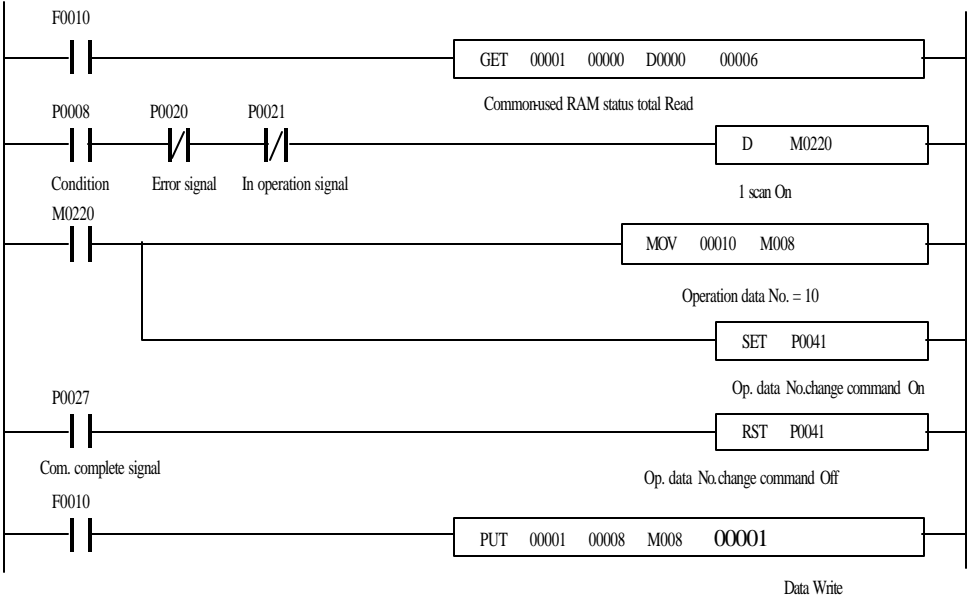 F0010
GET 00001 00000 D0000 00006
Common-used RAM status total Read
P0008 P0020 P0021
D M0220
Condition Error signal In operation signal
1 scan On
M0220
MOV 00010 M008
Operation data No. = 10
SET P0041
Op. data No.change command On
P0027
RST P0041
Com. complete signal
Op. data No.change command Off
F0010
PUT 00001 00008 M008 00001
Data Write